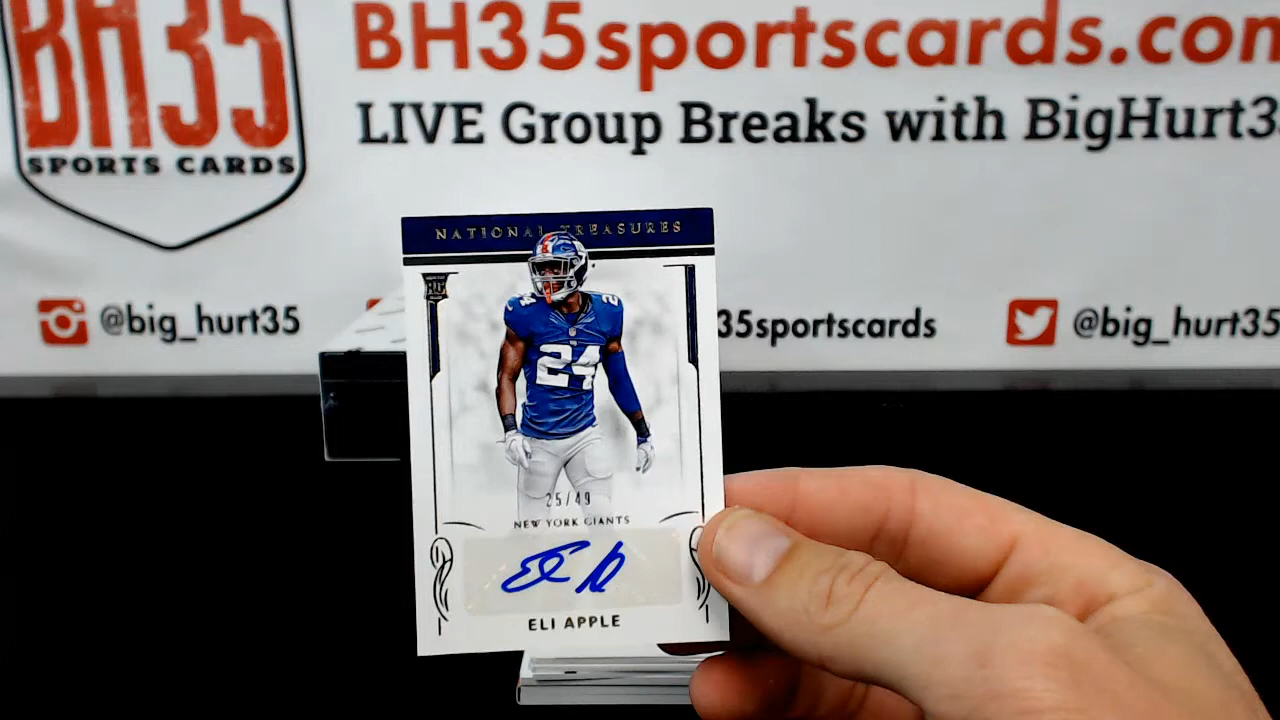 BH35
SPORTS CARDS
BH35sportscards.con
LIVE Group Breaks with BigHurt3
@big_hurt35
35sportscards
@big_hurt35
NATIONAL TREASURES
24
24
25/49
NEW YORK GIANTS
ELI APPLE